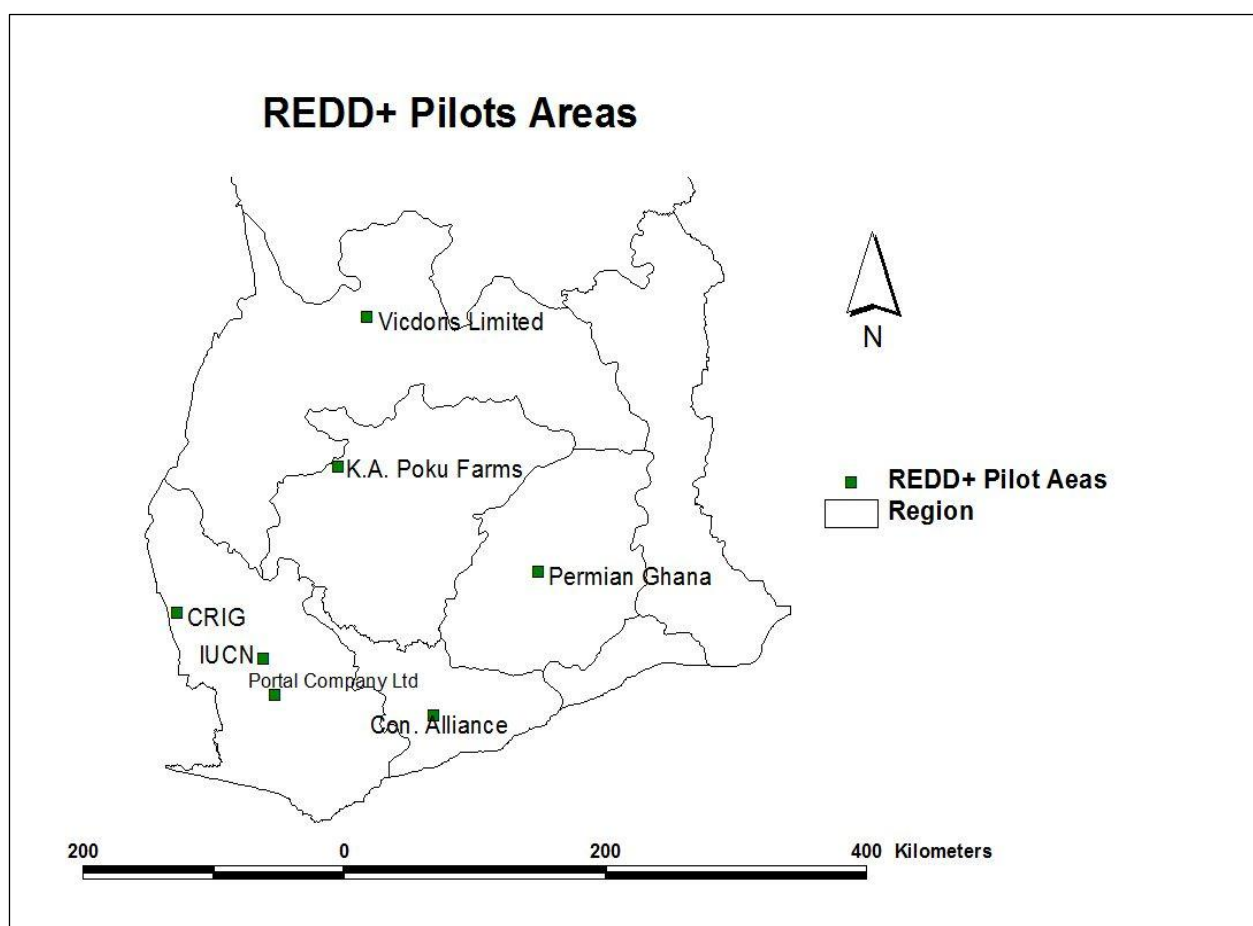 REDD+ Pilots Areas
Vicdons Limited
N
K.A. Poku Farms
REDD+ Pilot Aeas
Region
Permian Ghana
CRIG
IUCN
Portal Company Ltd
Con. Alliance
200 0 200 400 Kilometers